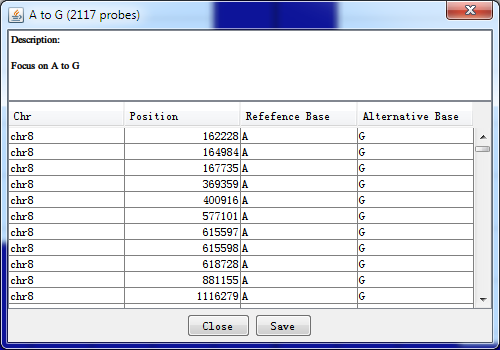 A to G (2117 probes)
Description:
Focus on A to G
Chr Position Refefence Base Alternative Base
chr8 162228 A G
chr8 164984 A G
chr8 167735 A G
chr8 369359 A G
chr8 400916 A G
chr8 577101 A G
chr8 615597 A G
chr8 615598 A G
chr8 618728 A G
chr8 881155 A G
chr8 1116279 A G
Close Save